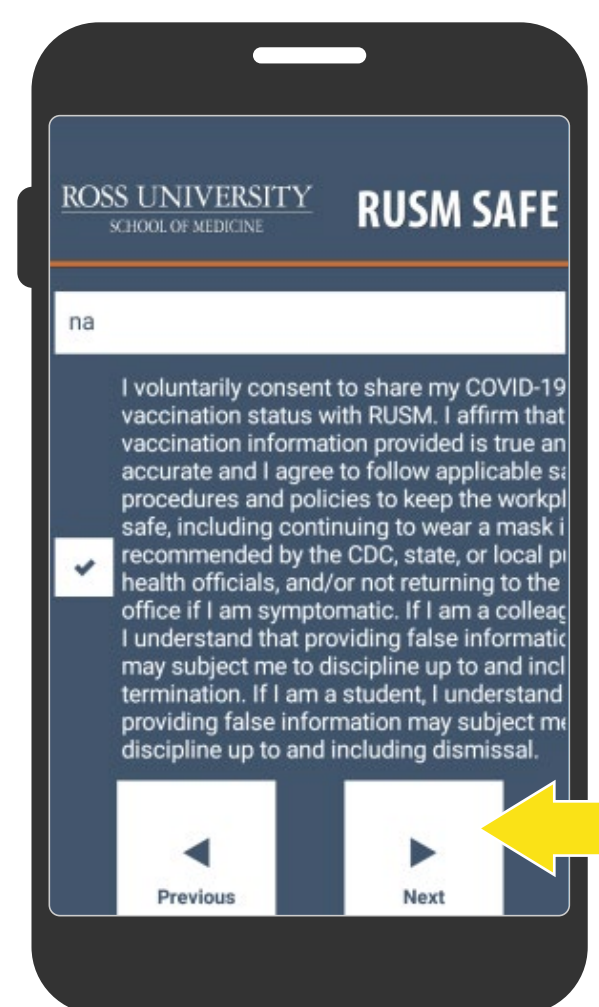 ROSS UNIVERSITY
SCHOOL OF MEDICINE
RUSM SAFE
na
I voluntarily consent to share my COVID-19
vaccination status with RUSM. I affirm that
vaccination information provided is true
accurate and I agree to follow applicable
procedures and policies to keep the
safe, including continuing to wear a mask
recommended by the CDC, state, or local
health officials, and/or not returning to the
office if I am symptomatic. If I am a
I understand that providing false
may subject me to discipline up to and
termination. If I am a student, I understand
providing false information may subject
discipline up to and including dismissal.
Previous
Next